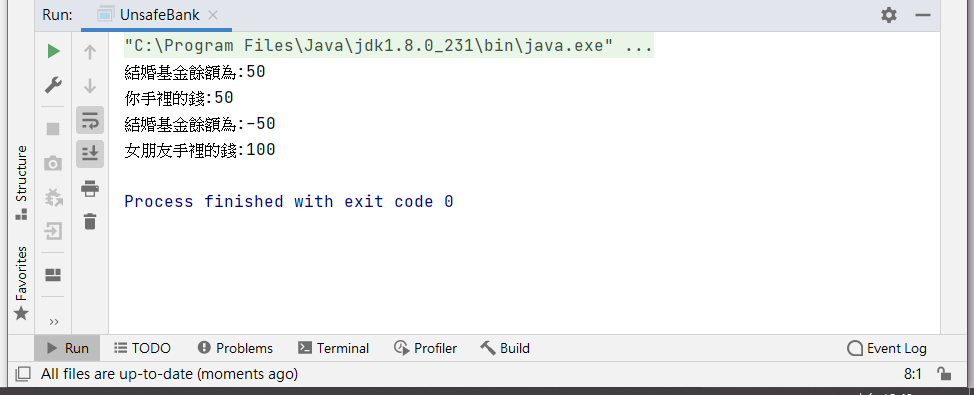 Run: UnsafeBank
"C:\Program Files\Java\jdk1.8.0_231\bin\java.exe" ...
結婚基金餘額為:50
你手裡的錢:50
結婚基金餘額為:-50
女朋友手裡的錢:100
Process finished with exit code 0
Structure
Favorites
Run TODO Problems Terminal Profiler Build Event Log
All files are up-to-date (moments ago) 8:1